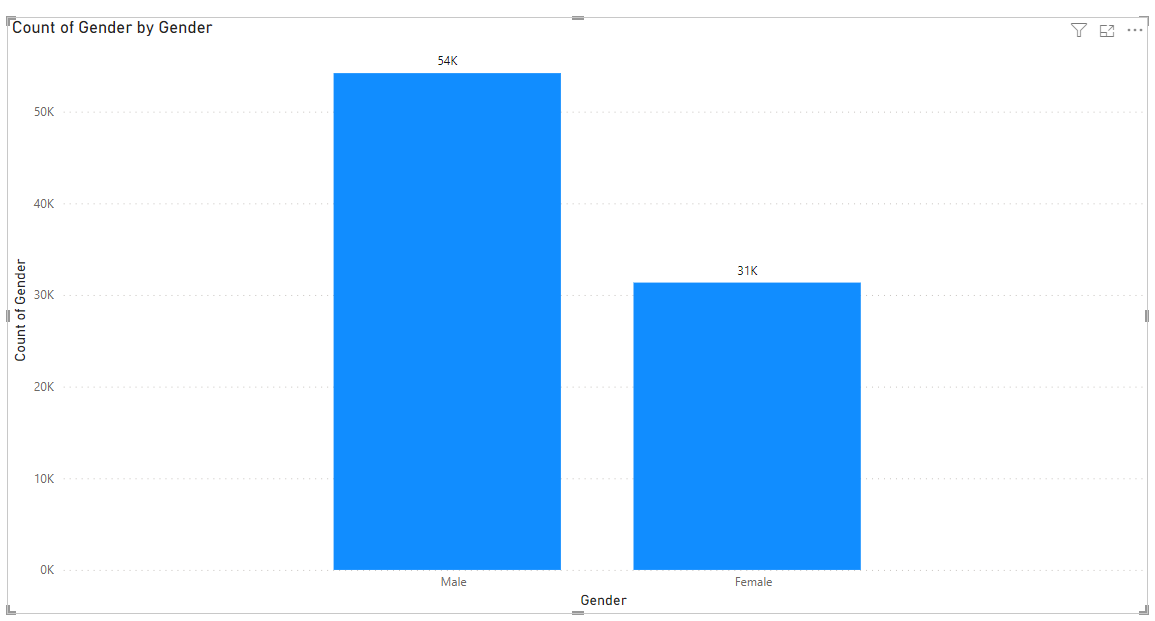 Count of Gender by Gender
54K
50K
40K
31K
30K
20K
10K
0K
Count of Gender
Male
Female
Gender